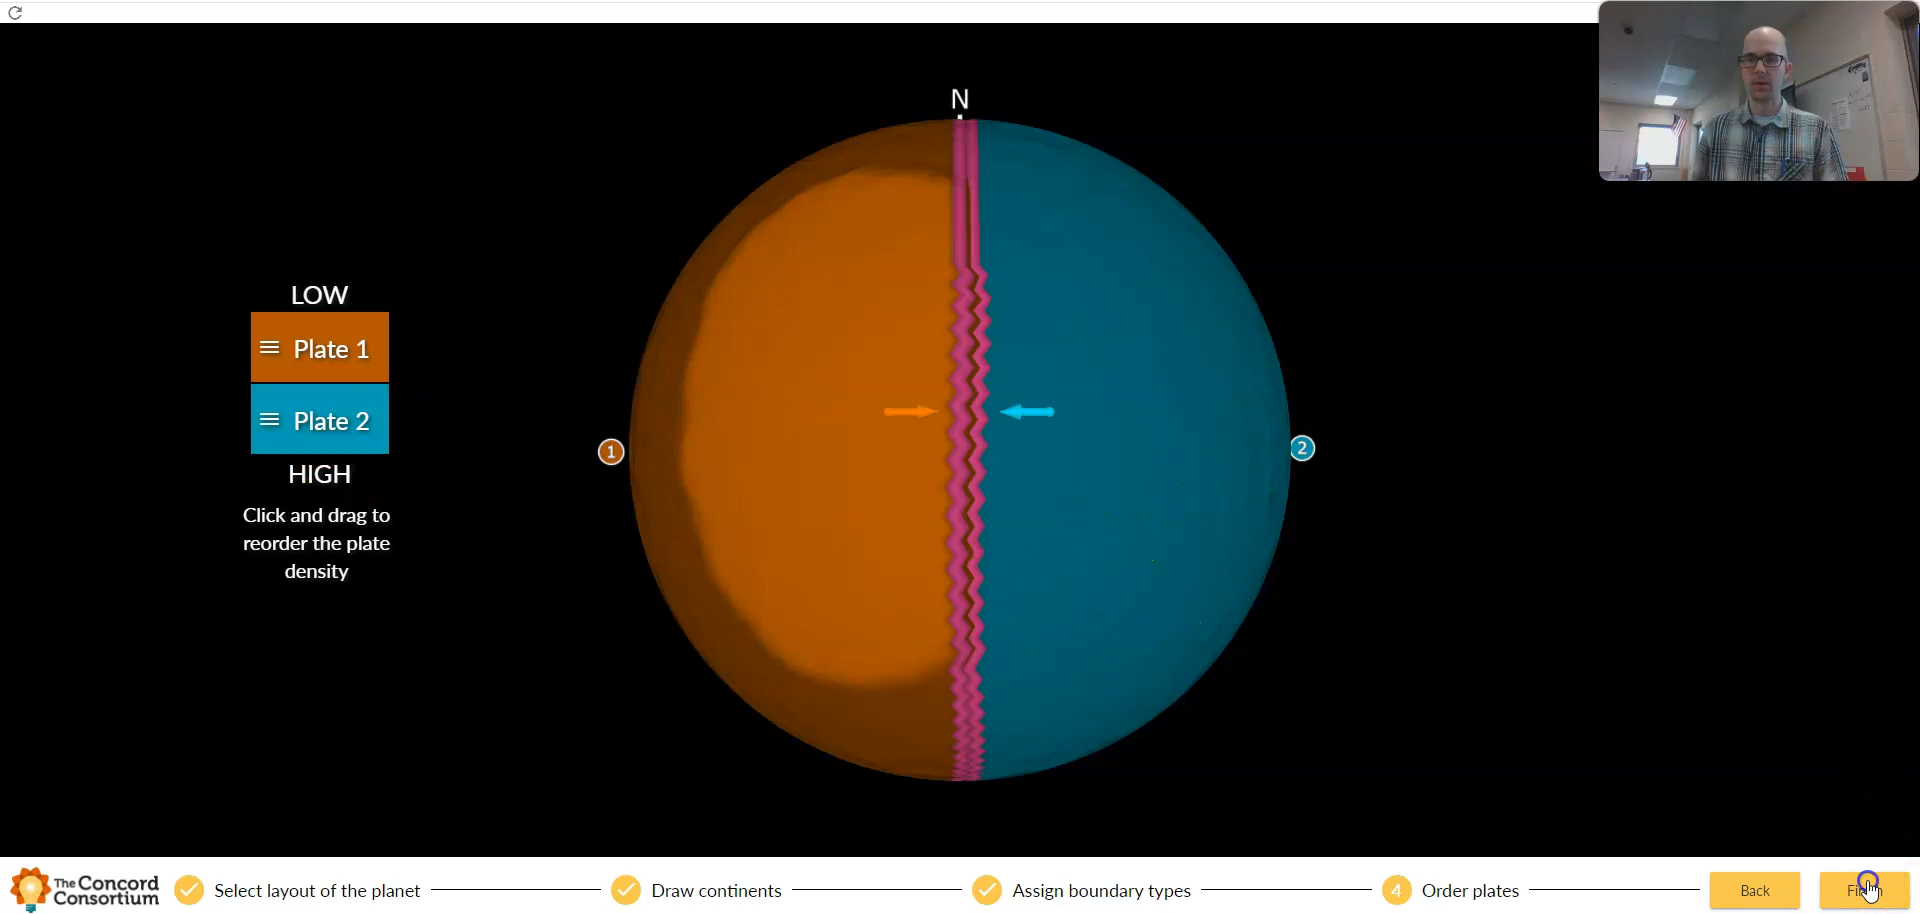 N
LOW
Plate 1
Plate 2
HIGH
Click and drag to
reorder the plate
density
1
2
The Concord
Consortium
Select layout of the planet
Draw continents
Assign boundary types
4 Order plates
Back